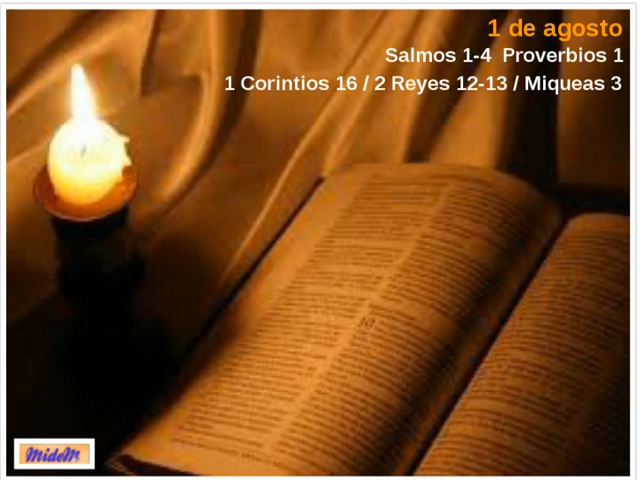 1 de agosto
Salmos 1-4 Proverbios 1
1 Corintios 16 / 2 Reyes 12-13 / Miqueas 3
MideM